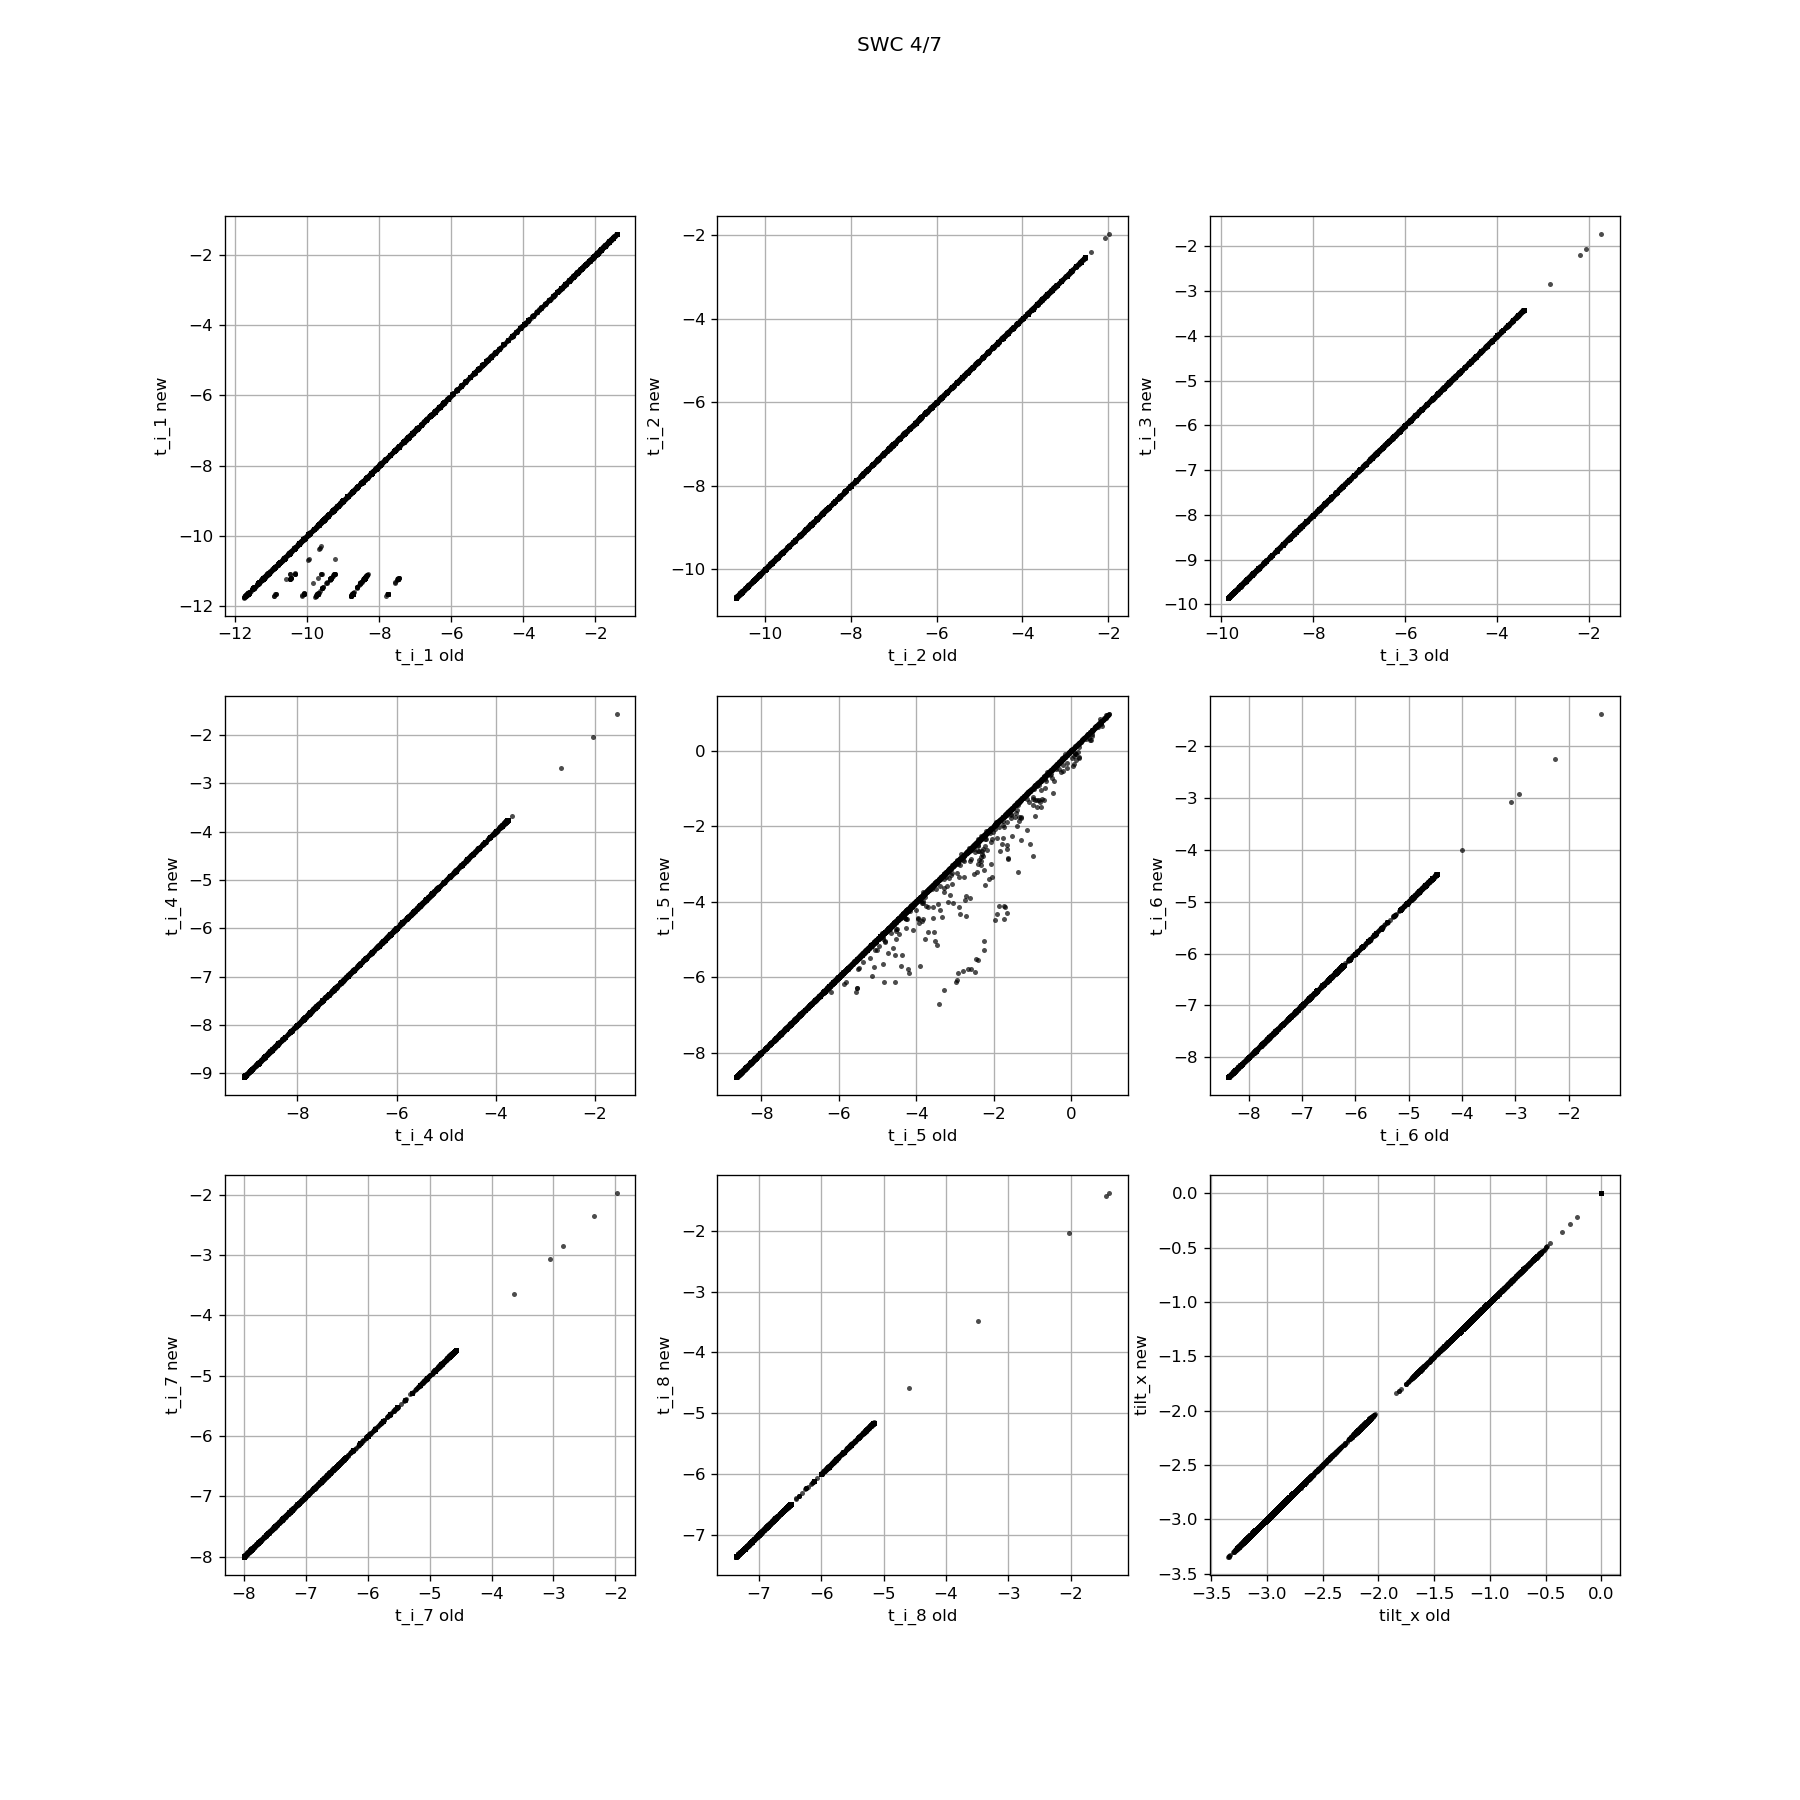 SWC 4/7
−2
−4
−6
−8
−10
−12
t_i_1 new
−12 −10 −8 −6 −4 −2
t_i_1 old
−2
−4
−6
−8
−10
t_i_2 new
−10 −8 −6 −4 −2
t_i_2 old
−2
−3
−4
−5
−6
−7
−8
−9
−10
t_i_3 new
−10 −8 −6 −4 −2
t_i_3 old
−2
−3
−4
−5
−6
−7
−8
−9
t_i_4 new
−8 −6 −4 −2
t_i_4 old
0
−2
−4
−6
−8
t_i_5 new
−8 −6 −4 −2 0
t_i_5 old
−2
−3
−4
−5
−6
−7
−8
t_i_6 new
−8 −7 −6 −5 −4 −3 −2
t_i_6 old
−2
−3
−4
−5
−6
−7
−8
t_i_7 new
−8 −7 −6 −5 −4 −3 −2
t_i_7 old
−2
−3
−4
−5
−6
−7
t_i_8 new
−7 −6 −5 −4 −3 −2
t_i_8 old
0.0
−0.5
−1.0
−1.5
−2.0
−2.5
−3.0
−3.5
tilt_x new
−3.5 −3.0 −2.5 −2.0 −1.5 −1.0 −0.5 0.0
tilt_x old